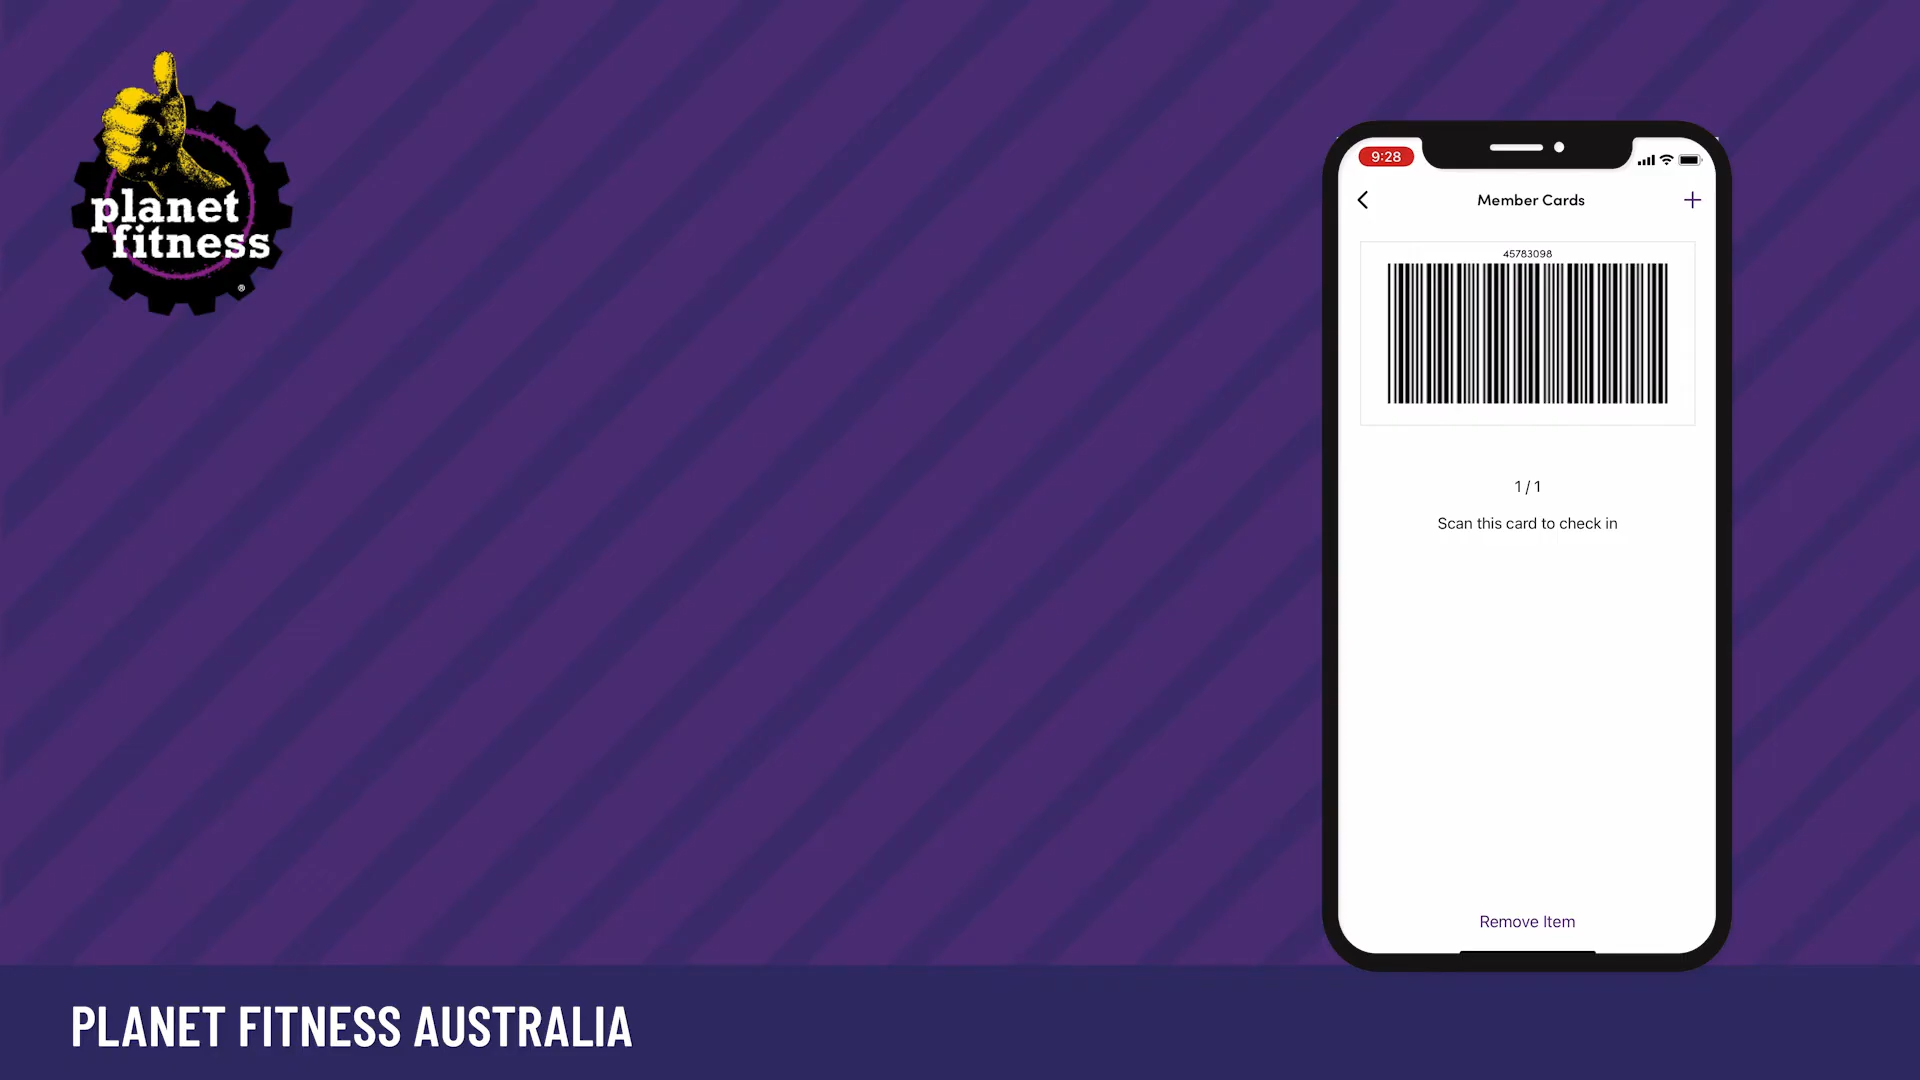 planet
fitness
®
9:28
Member Cards
45783098
1 / 1
Scan this card to check in
Remove Item
PLANET FITNESS AUSTRALIA